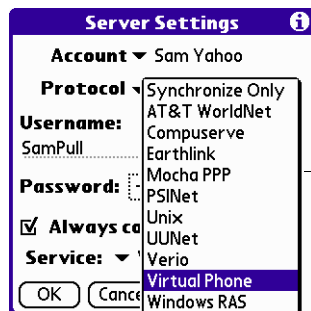 Server Settings
Account Sam Yahoo
Protocol
Username:
SamPull
Password:
Always co
Service:
OK Cance
Synchronize Only
AT&T WorldNet
Compuserve
Earthlink
Mocha PPP
PSINet
Unix
UUNet
Verio
Virtual Phone
Windows RAS